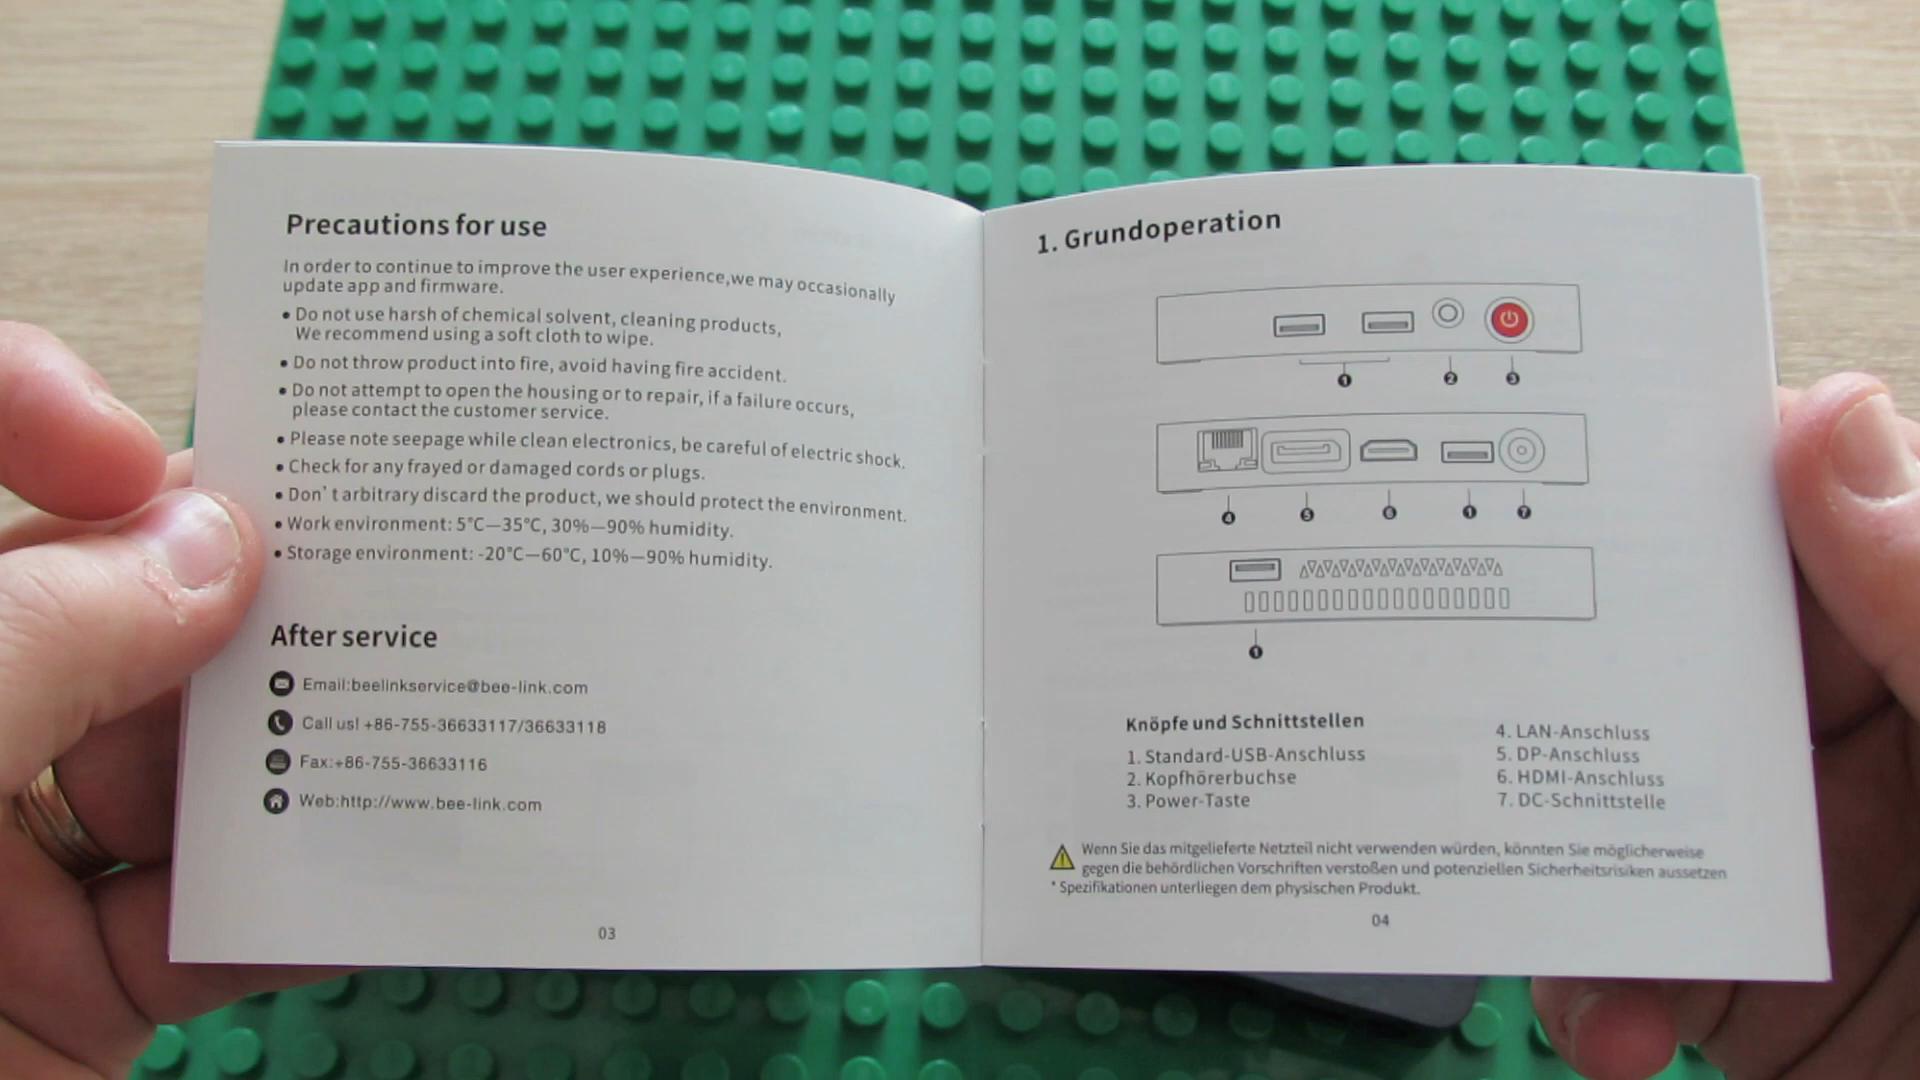 Precautions for use
In order to continue to improve the user experience,we may occasionally
update app and firmware.
• Do not use harsh of chemical solvent, cleaning products,
We recommend using a soft cloth to wipe.
• Do not throw product into fire, avoid having fire accident.
• Do not attempt to open the housing or to repair, if a failure occurs,
please contact the customer service.
• Please note seepage while clean electronics, be careful of electric shock.
• Check for any frayed or damaged cords or plugs.
• Don't arbitrary discard the product, we should protect the environment.
• Work environment: 5℃—35℃, 30%—90% humidity.
• Storage environment: -20℃—60℃, 10%—90% humidity.
After service
Email:beelinkservice@bee-link.com
Call us! +86-755-36633117/36633118
Fax:+86-755-36633116
Web:http://www.bee-link.com
03
1. Grundoperation
1 2 3
4 5 6 1 7
1
Knöpfe und Schnittstellen
1. Standard-USB-Anschluss
2. Kopfhörerbuchse
3. Power-Taste
4. LAN-Anschluss
5. DP-Anschluss
6. HDMI-Anschluss
7. DC-Schnittstelle
Wenn Sie das mitgelieferte Netzteil nicht verwenden würden, könnten Sie möglicherweise
gegen die behördlichen Vorschriften verstoßen und potenziellen Sicherheitsrisiken aussetzen
* Spezifikationen unterliegen dem physischen Produkt.
04